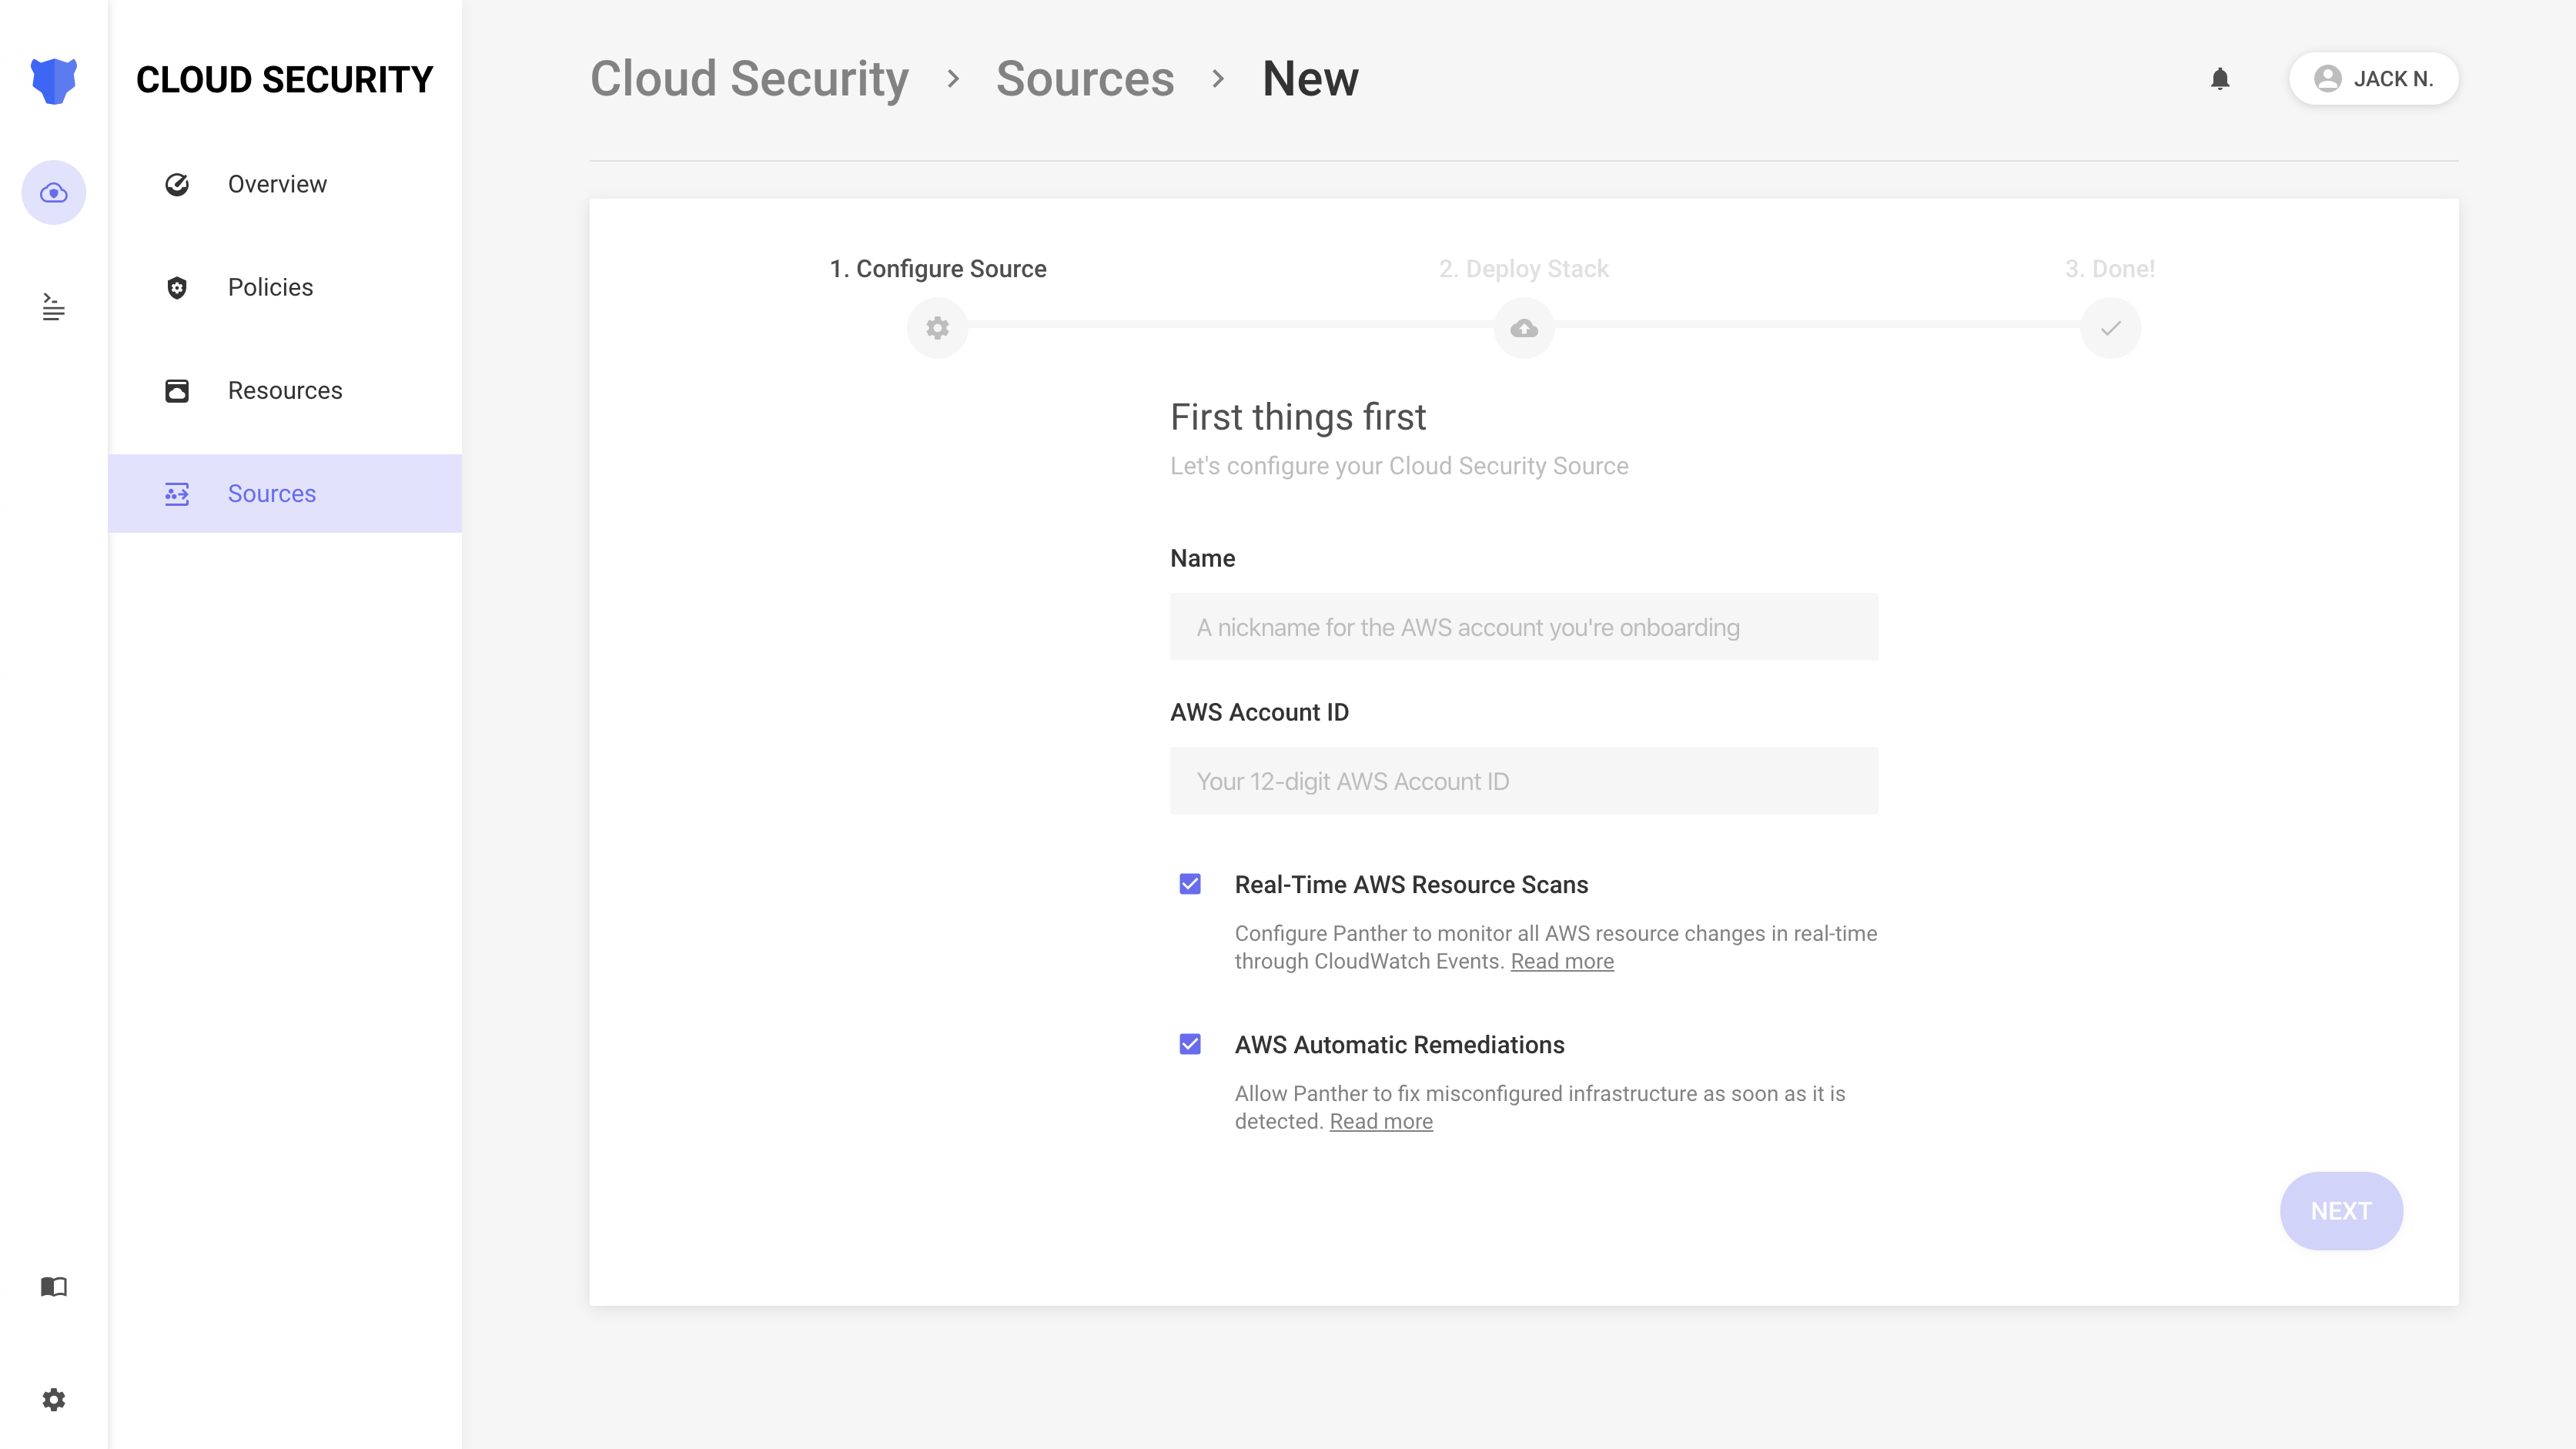 CLOUD SECURITY
Overview
Policies
Resources
Sources
Cloud Security > Sources > New
JACK N.
1. Configure Source
2. Deploy Stack
3. Done!
First things first
Let's configure your Cloud Security Source
Name
A nickname for the AWS account you're onboarding
AWS Account ID
Your 12-digit AWS Account ID
Real-Time AWS Resource Scans
Configure Panther to monitor all AWS resource changes in real-time
through CloudWatch Events. Read more
AWS Automatic Remediations
Allow Panther to fix misconfigured infrastructure as soon as it is
detected. Read more
NEXT